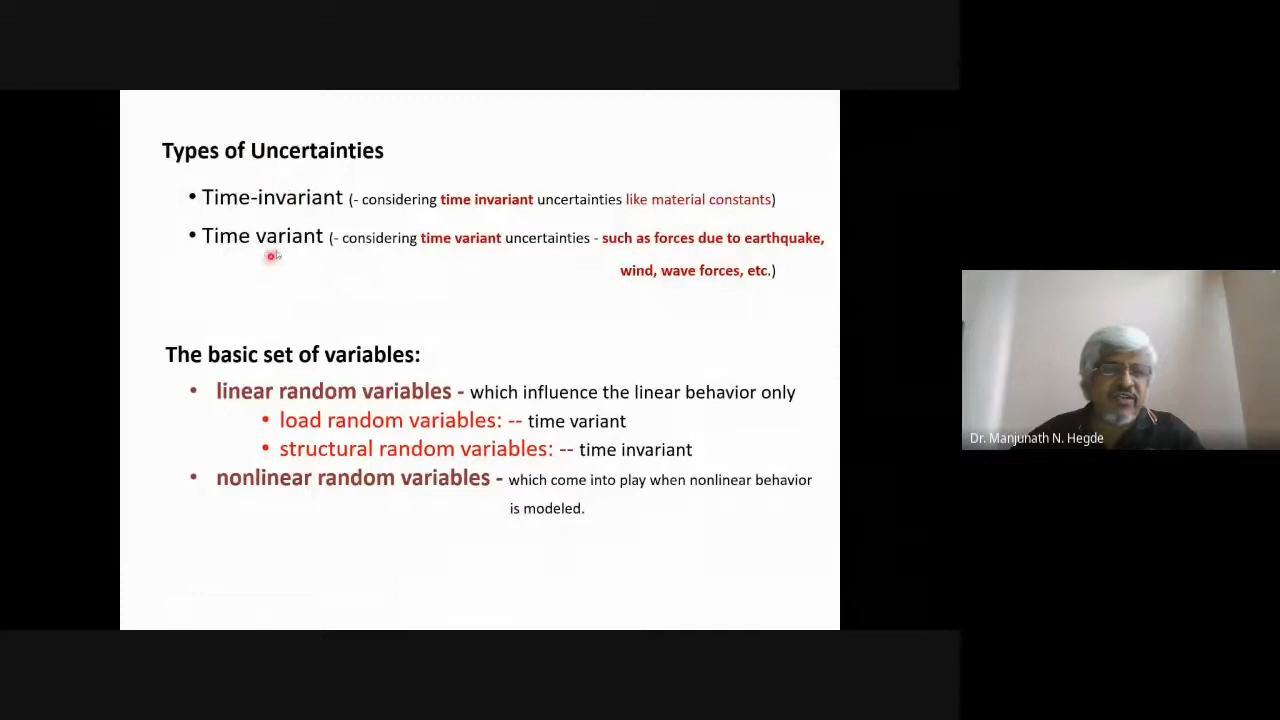 Types of Uncertainties
• Time-invariant (- considering time invariant uncertainties like material constants)
• Time variant (- considering time variant uncertainties - such as forces due to earthquake,
wind, wave forces, etc.)
The basic set of variables:
• linear random variables - which influence the linear behavior only
• load random variables: -- time variant
• structural random variables: -- time invariant
• nonlinear random variables - which come into play when nonlinear behavior
is modeled.
Dr. Manjunath N. Hegde